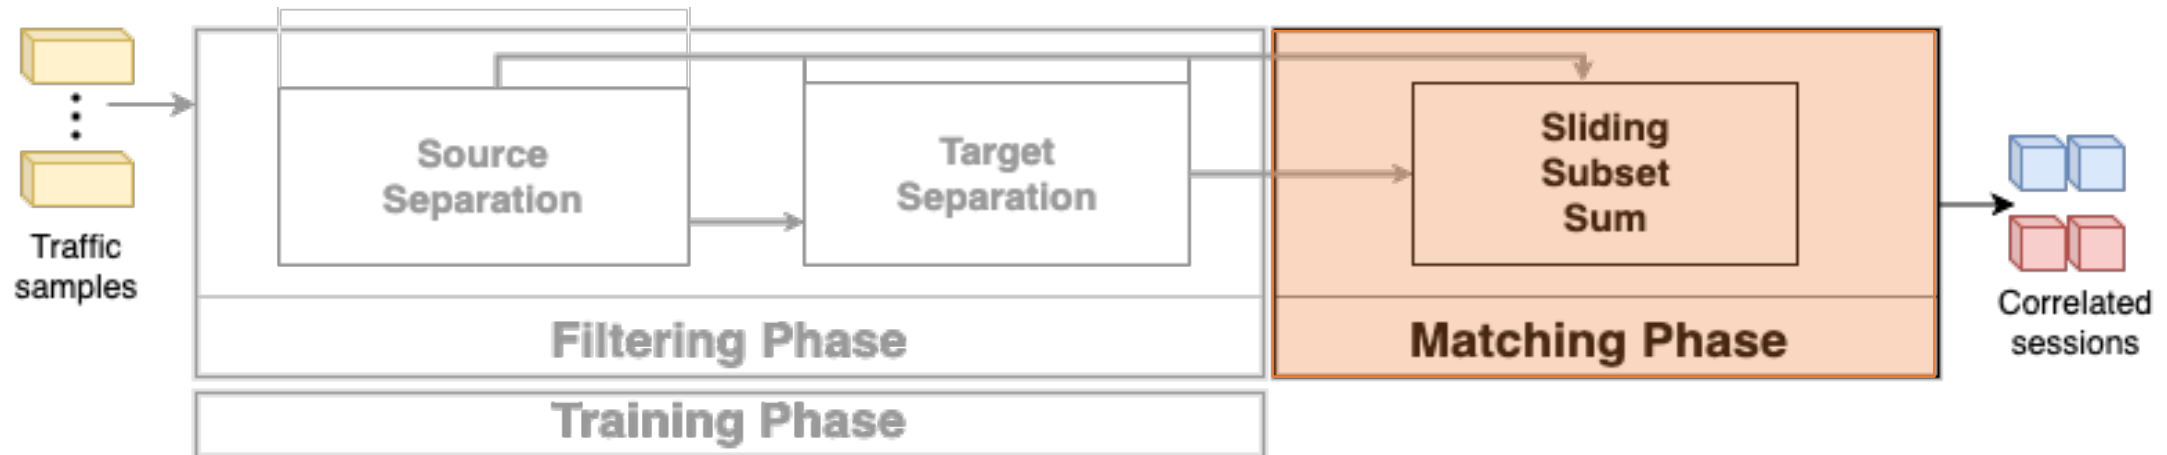 Traffic
samples
Source
Separation
Target
Separation
Filtering Phase
Training Phase
Sliding
Subset
Sum
Matching Phase
Correlated
sessions